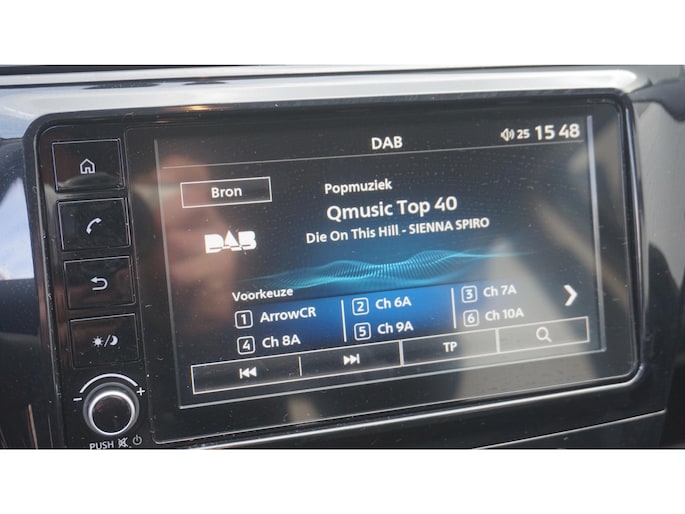 DAB
25 15 48
Bron
Popmuziek
Qmusic Top 40
DAB
Die On This Hill - SIENNA SPIRO
Voorkeuze
1 ArrowCR
2 Ch 6A
3 Ch 7A
4 Ch 8A
5 Ch 9A
6 Ch 10A
TP
PUSH